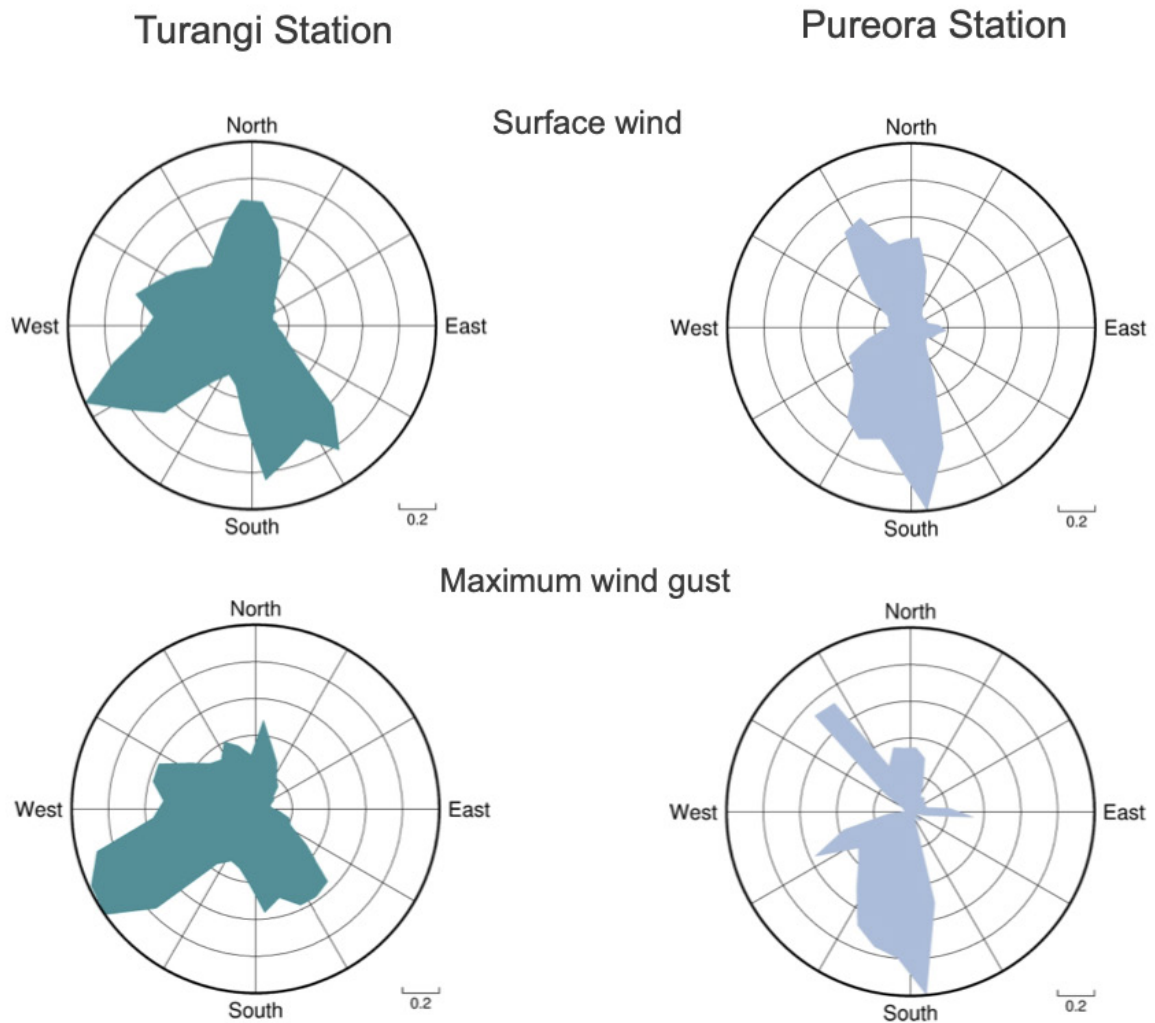 Turangi Station
Pureora Station
Surface wind
North
West
East
South
0.2
North
West
East
South
0.2
Maximum wind gust
North
West
East
South
0.2
North
West
East
South
0.2